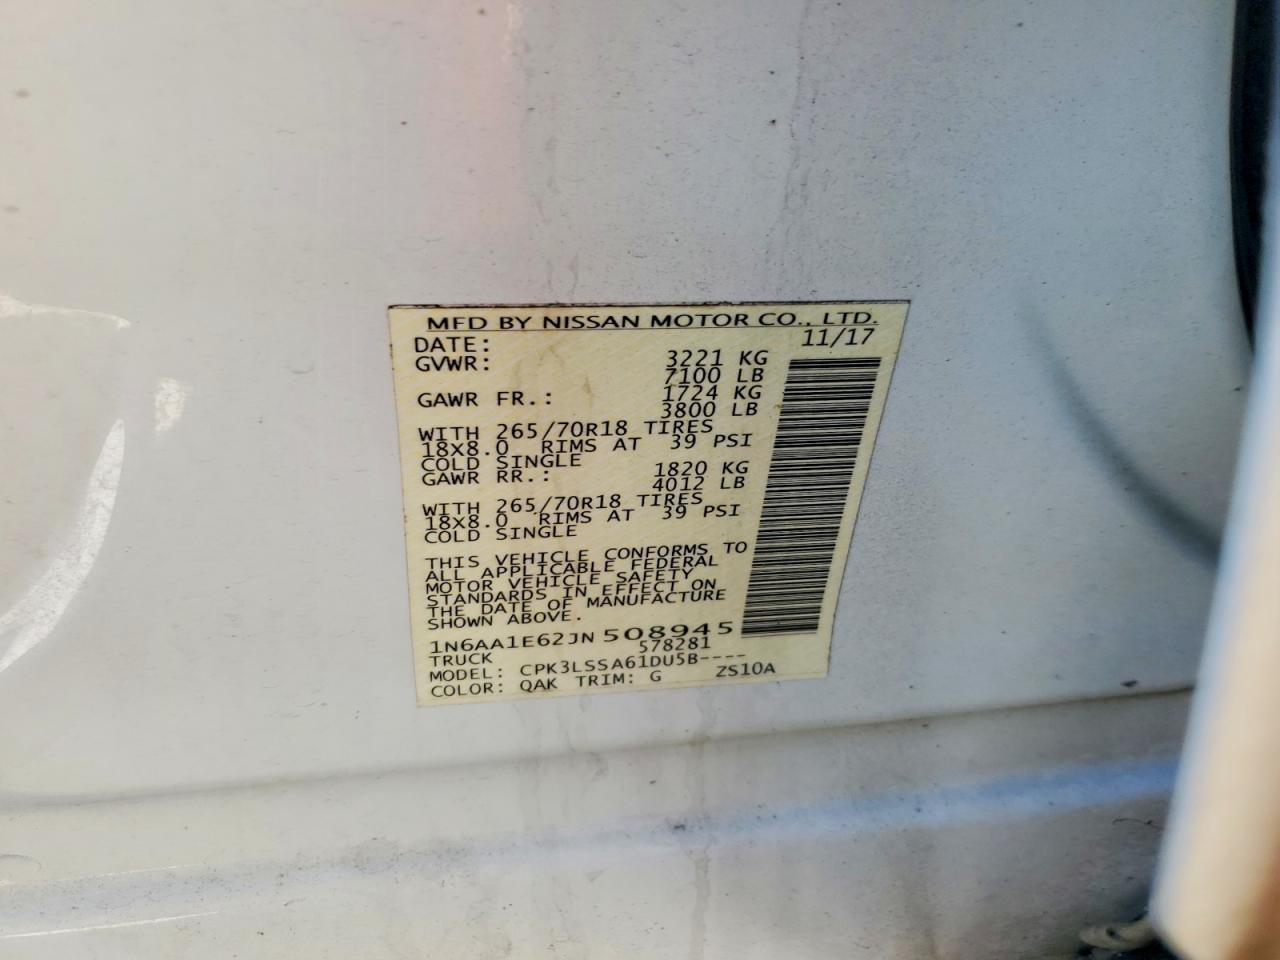 MFD BY NISSAN MOTOR CO., LTD.
DATE: 11/17
GVWR: 3221 KG
7100 LB
GAWR FR.: 1724 KG
3800 LB
WITH 265/70R18 TIRES
18X8.0 RIMS AT 39 PSI
COLD SINGLE
GAWR RR.: 1820 KG
4012 LB
WITH 265/70R18 TIRES
18X8.0 RIMS AT 39 PSI
COLD SINGLE
THIS VEHICLE CONFORMS TO
ALL APPLICABLE FEDERAL
MOTOR VEHICLE SAFETY
STANDARDS IN EFFECT ON
THE DATE OF MANUFACTURE
SHOWN ABOVE.
1N6AA1E62JN508945
TRUCK 578281
MODEL: CPK3LSSA61DU5B----
COLOR: QAK TRIM: G ZS10A